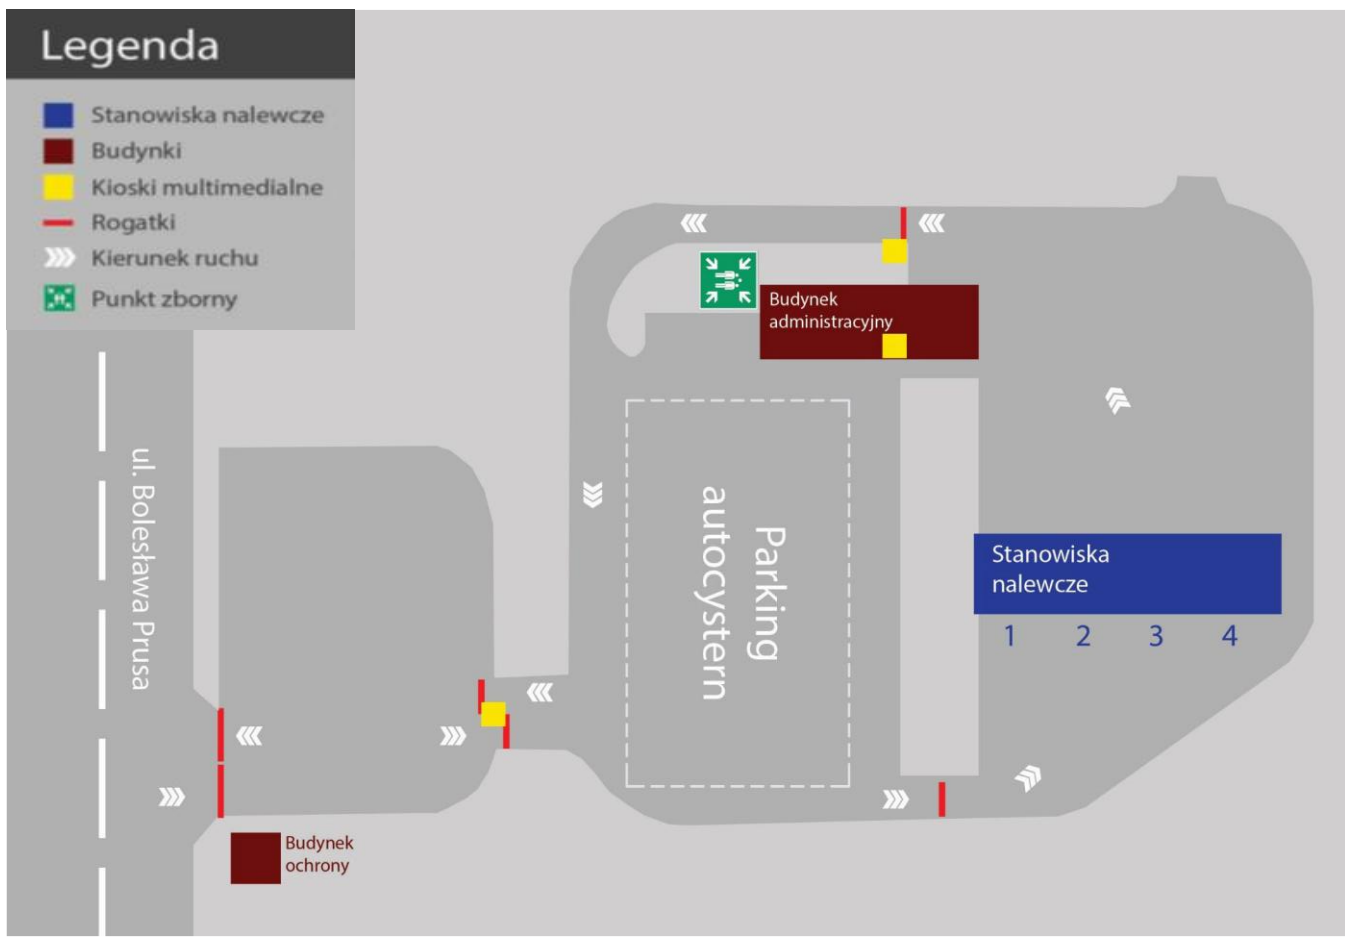 Legenda
Stanowiska nalewcze
Budynki
Kioski multimedialne
Rogatki
Kierunek ruchu
Punkt zborny
Budynek
administracyjny
ul. Bolesława Prusa
Parking
autocystern
Stanowiska
nalewcze
1 2 3 4
Budynek
ochrony